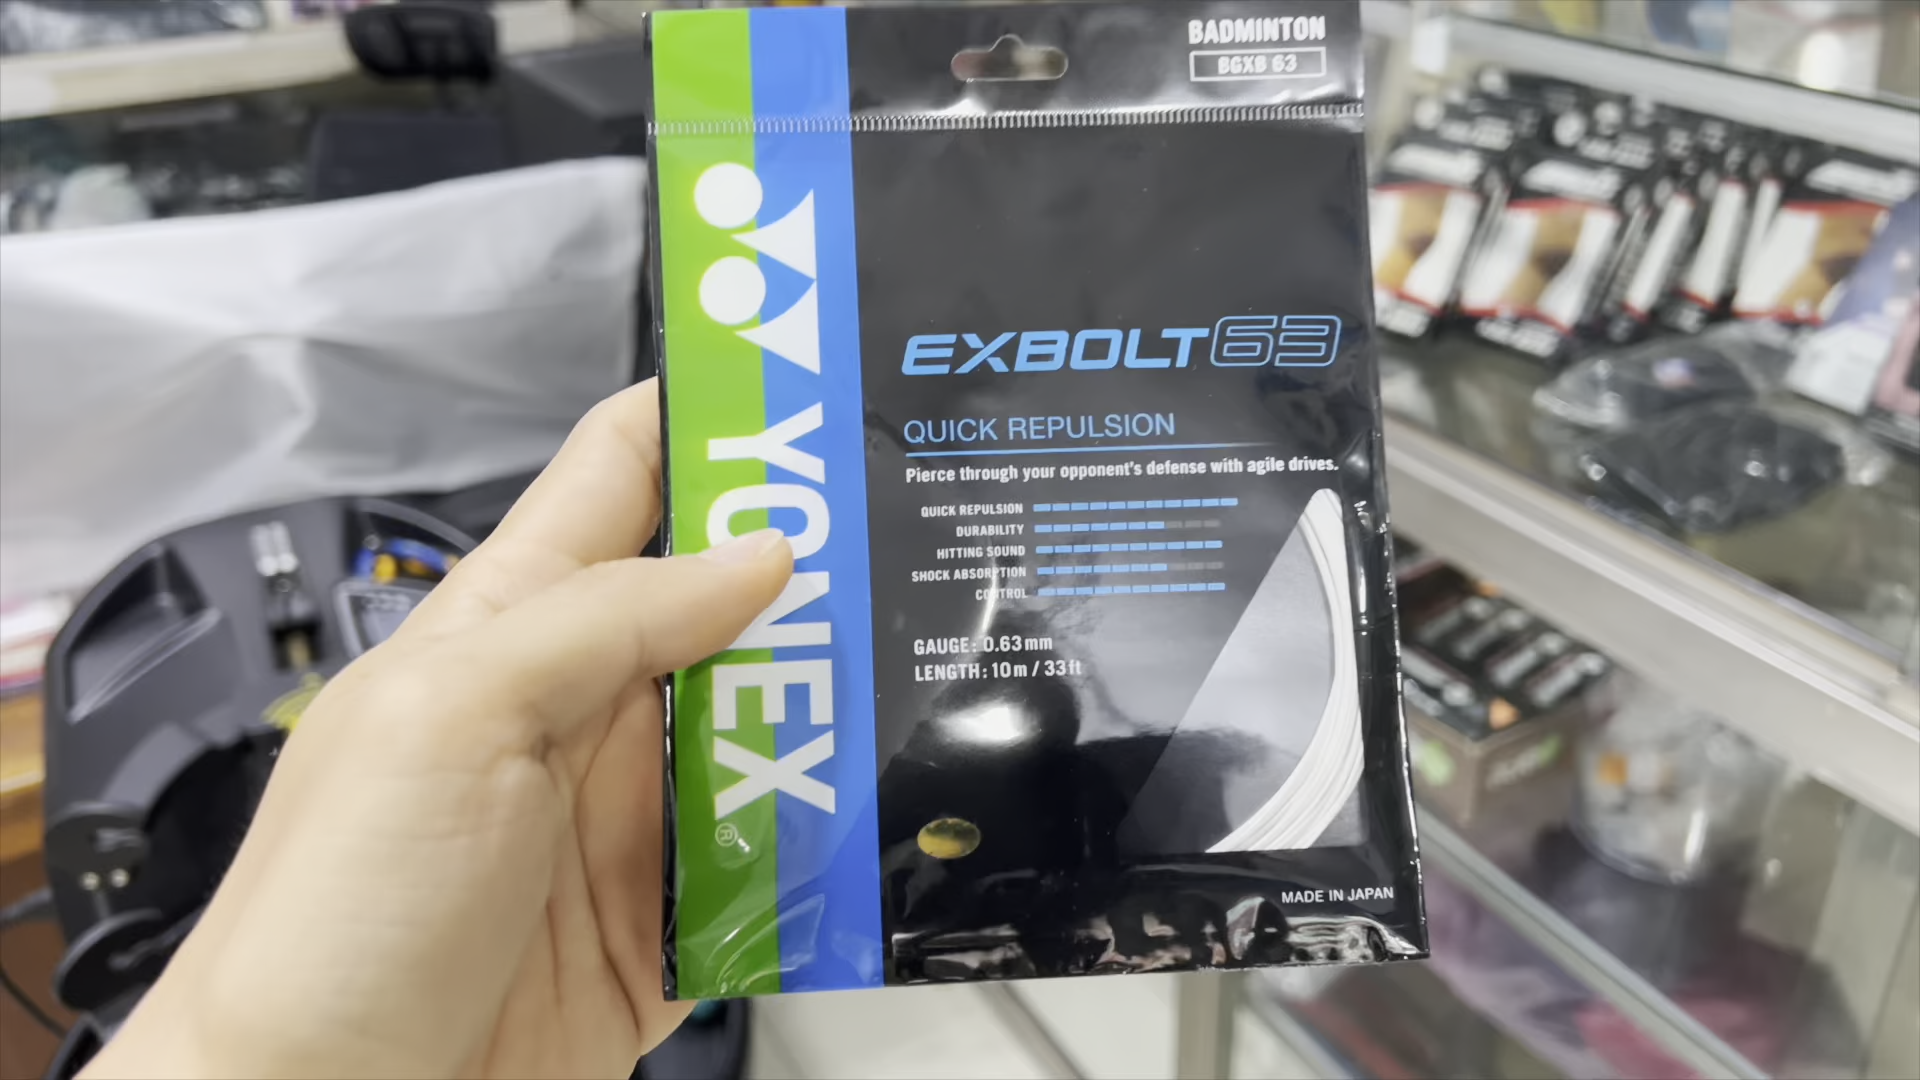 BADMINTON
BGXB 63
YONEX®
EXBOLT63
QUICK REPULSION
Pierce through your opponent's defense with agile drives.
QUICK REPULSION
DURABILITY
HITTING SOUND
SHOCK ABSORPTION
CONTROL
GAUGE: 0.63mm
LENGTH: 10m / 33ft
MADE IN JAPAN